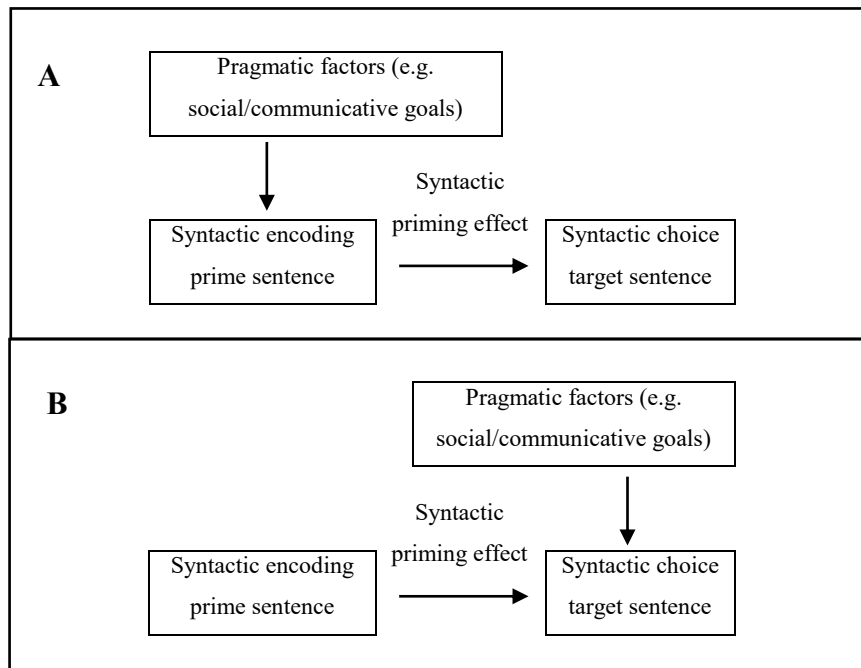 A
Pragmatic factors (e.g.
social/communicative goals)
Syntactic
priming effect
Syntactic encoding
prime sentence
Syntactic choice
target sentence
B
Pragmatic factors (e.g.
social/communicative goals)
Syntactic
priming effect
Syntactic encoding
prime sentence
Syntactic choice
target sentence